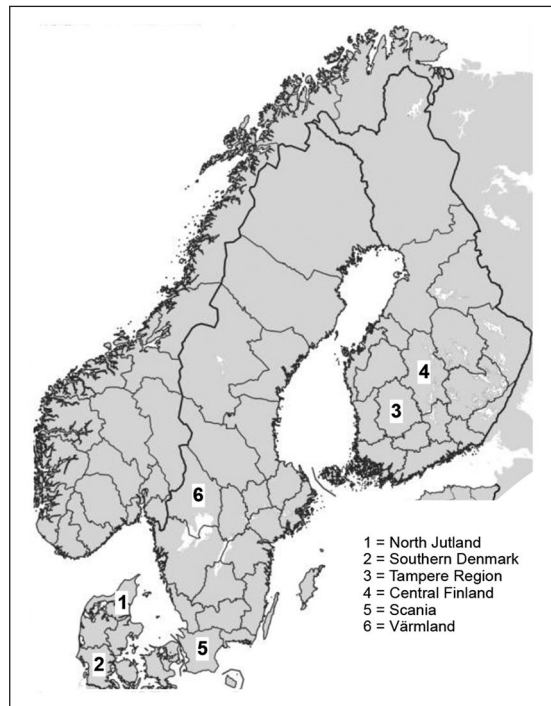 4
3
6
1
5
2
1 = North Jutland
2 = Southern Denmark
3 = Tampere Region
4 = Central Finland
5 = Scania
6 = Värmland